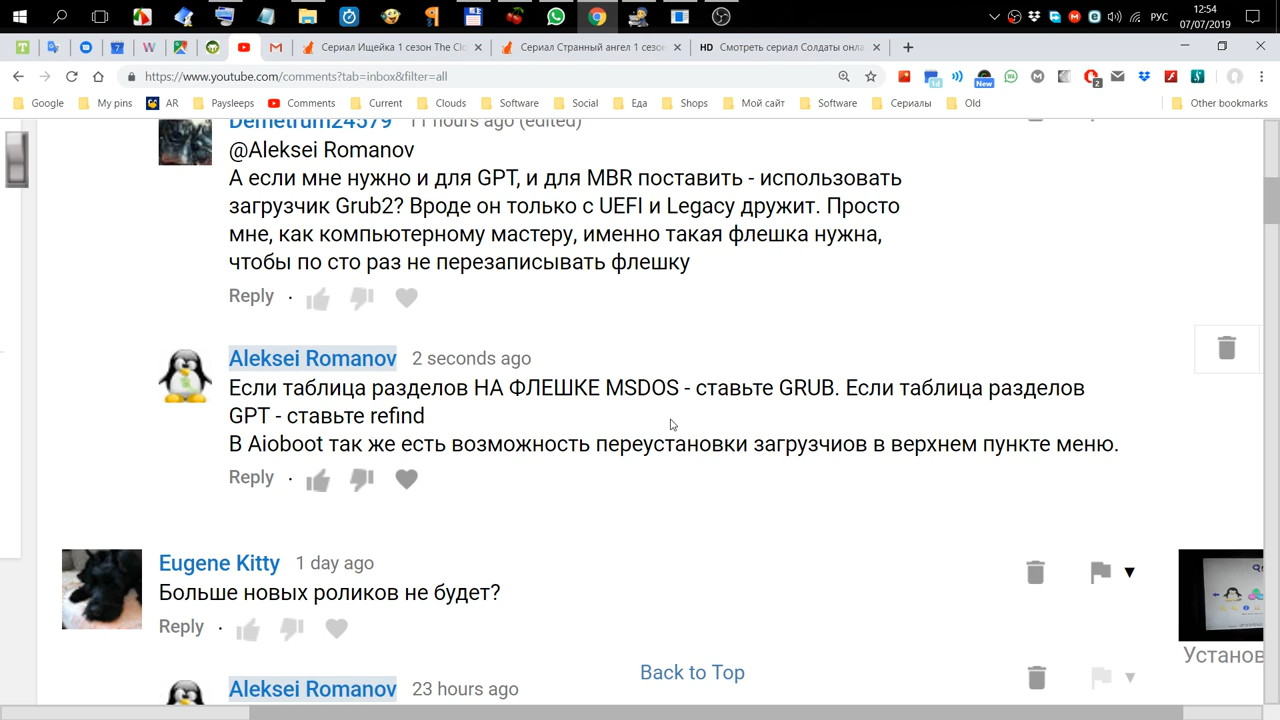 12:54
РУС
07/07/2019
Сериал Ищейка 1 сезон The Clo
Сериал Странный ангел 1 сезо
HD Смотреть сериал Солдаты онла
https://www.youtube.com/comments?tab=inbox&filter=all
1d
New
2
Google
My pins
AR
Paysleeps
Comments
Current
Clouds
Software
Social
Еда
Shops
Мой сайт
Software
Сериалы
Old
Other bookmarks
Demetrum24579 11 hours ago (edited)
@Aleksei Romanov
А если мне нужно и для GPT, и для MBR поставить - использовать
загрузчик Grub2? Вроде он только с UEFI и Legacy дружит. Просто
мне, как компьютерному мастеру, именно такая флешка нужна,
чтобы по сто раз не перезаписывать флешку
Reply
Aleksei Romanov 2 seconds ago
Если таблица разделов НА ФЛЕШКЕ MSDOS - ставьте GRUB. Если таблица разделов
GPT - ставьте refind
В Aioboot так же есть возможность переустановки загрузчиов в верхнем пункте меню.
Reply
Eugene Kitty 1 day ago
Больше новых роликов не будет?
Reply
Установ
Back to Top
Aleksei Romanov 23 hours ago